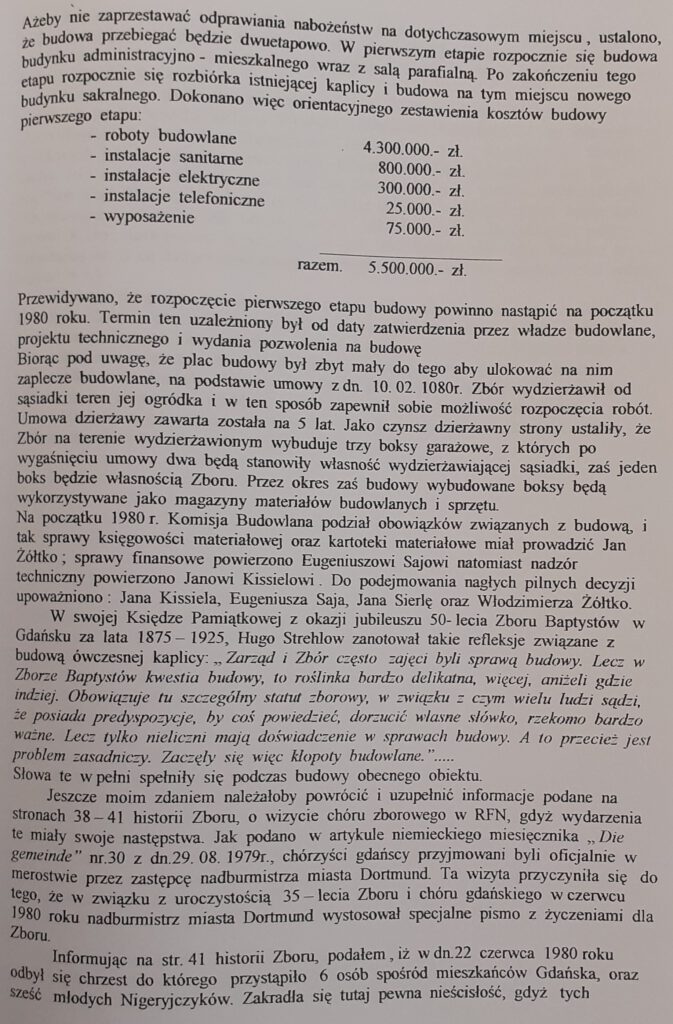 Ażeby nie zaprzestawać odprawiania nabożeństw na dotychczasowym miejscu, ustalono,
że budowa przebiegać będzie dwuetapowo. W pierwszym etapie rozpocznie się budowa
budynku administracyjno - mieszkalnego wraz z salą parafialną. Po zakończeniu tego
etapu rozpocznie się rozbiórka istniejącej kaplicy i budowa na tym miejscu nowego
budynku sakralnego. Dokonano więc orientacyjnego zestawienia kosztów budowy
pierwszego etapu:
- roboty budowlane 4.300.000.- zł.
- instalacje sanitarne 800.000.- zł.
- instalacje elektryczne 300.000.- zł.
- instalacje telefoniczne 25.000.- zł.
- wyposażenie 75.000.- zł.
razem. 5.500.000.- zł.
Przewidywano, że rozpoczęcie pierwszego etapu budowy powinno nastąpić na początku
1980 roku. Termin ten uzależniony był od daty zatwierdzenia przez władze budowlane,
projektu technicznego i wydania pozwolenia na budowę
Biorąc pod uwagę, że plac budowy był zbyt mały do tego aby ulokować na nim
zaplecze budowlane, na podstawie umowy z dn. 10. 02. 1080r. Zbór wydzierżawił od
sąsiadki teren jej ogródka i w ten sposób zapewnił sobie możliwość rozpoczęcia robót.
Umowa dzierżawy zawarta została na 5 lat. Jako czynsz dzierżawny strony ustaliły, że
Zbór na terenie wydzierżawionym wybuduje trzy boksy garażowe, z których po
wygaśnięciu umowy dwa będą stanowiły własność wydzierżawiającej sąsiadki, zaś jeden
boks będzie własnością Zboru. Przez okres zaś budowy wybudowane boksy będą
wykorzystywane jako magazyny materiałów budowlanych i sprzętu.
Na początku 1980 r. Komisja Budowlana podział obowiązków związanych z budową, i
tak sprawy księgowości materiałowej oraz kartoteki materiałowe miał prowadzić Jan
Żółtko ; sprawy finansowe powierzono Eugeniuszowi Sajowi natomiast nadzór
techniczny powierzono Janowi Kissielowi . Do podejmowania nagłych pilnych decyzji
upoważniono : Jana Kissiela, Eugeniusza Saja, Jana Sierlę oraz Włodzimierza Żółtko.
W swojej Księdze Pamiątkowej z okazji jubileuszu 50- lecia Zboru Baptystów w
Gdańsku za lata 1875 – 1925, Hugo Strehlow zanotował takie refleksje związane z
budową ówczesnej kaplicy: „ Zarząd i Zbór często zajęci byli sprawą budowy. Lecz w
Zborze Baptystów kwestia budowy, to roślinka bardzo delikatna, więcej, aniżeli gdzie
indziej. Obowiązuje tu szczególny statut zborowy, w związku z czym wielu ludzi sądzi,
że posiada predyspozycje, by coś powiedzieć, dorzucić własne słówko, rzekomo bardzo
ważne. Lecz tylko nieliczni mają doświadczenie w sprawach budowy. A to przecież jest
problem zasadniczy. Zaczęły się więc kłopoty budowlane.".....
Słowa te w pełni spełniły się podczas budowy obecnego obiektu.
Jeszcze moim zdaniem należałoby powrócić i uzupełnić informacje podane na
stronach 38 – 41 historii Zboru, o wizycie chóru zborowego w RFN, gdyż wydarzenia
te miały swoje następstwa. Jak podano w artykule niemieckiego miesięcznika „ Die
gemeinde" nr.30 z dn.29. 08. 1979r., chórzyści gdańscy przyjmowani byli oficjalnie w
merostwie przez zastępcę nadburmistrza miasta Dortmund. Ta wizyta przyczyniła się do
tego, że w związku z uroczystością 35 – lecia Zboru i chóru gdańskiego w czerwcu
1980 roku nadburmistrz miasta Dortmund wystosował specjalne pismo z życzeniami dla
Zboru.
Informując na str. 41 historii Zboru, podałem , iż w dn.22 czerwca 1980 roku
odbył się chrzest do którego przystąpiło 6 osób spośród mieszkańców Gdańska, oraz
sześć młodych Nigeryjczyków. Zakradła się tutaj pewna nieścisłość, gdyż tych